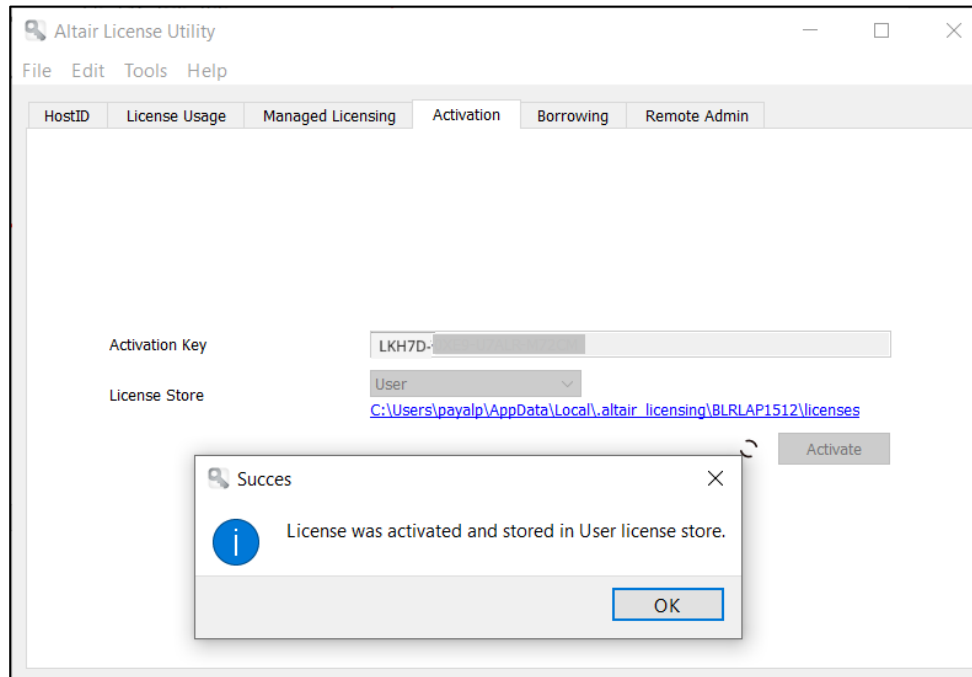 Altair License Utility
File Edit Tools Help
HostID License Usage Managed Licensing Activation Borrowing Remote Admin
Activation Key LKH7D-
License Store User
C:\Users\payalp\AppData\Local\.altair_licensing\BLRLAP1512\licenses
Activate
Succes
License was activated and stored in User license store.
OK